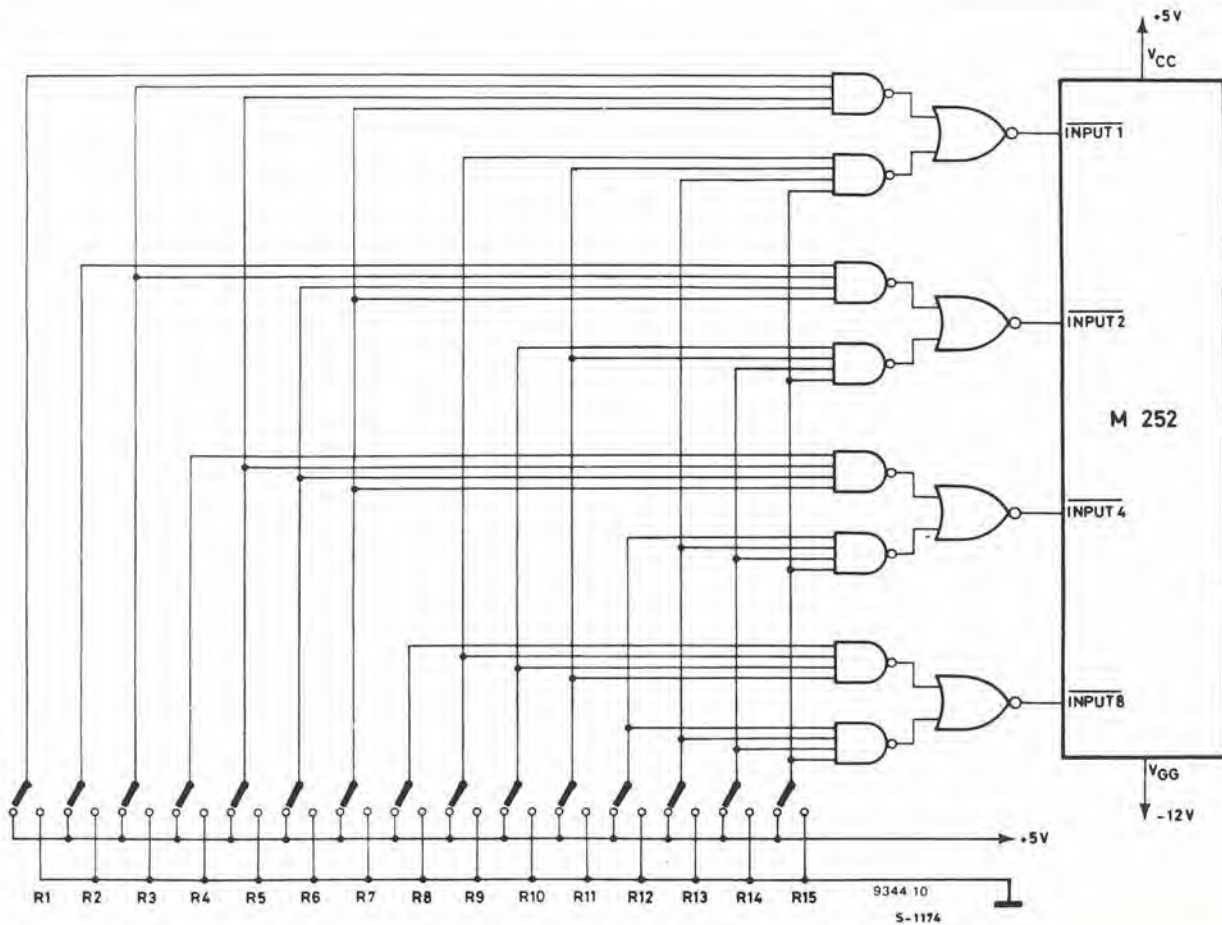 +5V
VCC
INPUT 1
INPUT 2
M 252
INPUT 4
INPUT 8
VGG
-12V
+5V
R1 R2 R3 R4 R5 R6 R7 R8 R9 R10 R11 R12 R13 R14 R15
9344 10
S-1174